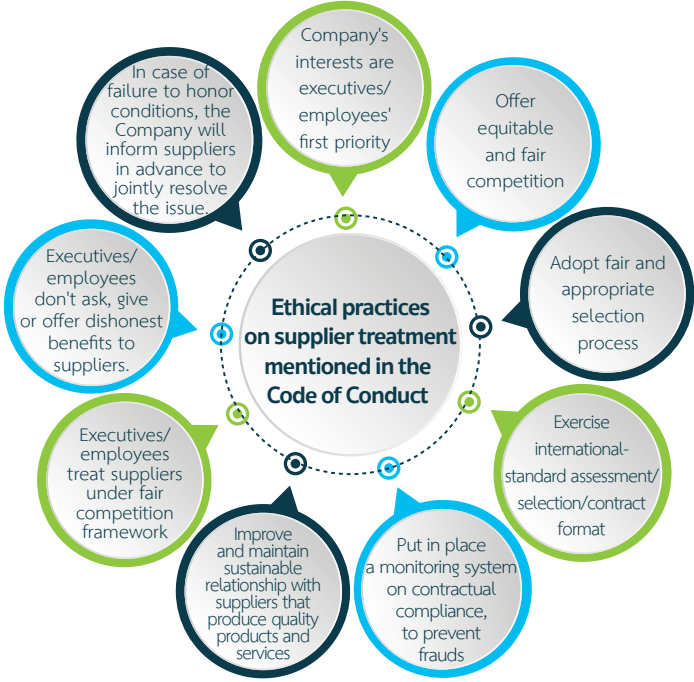 Company's
interests are
executives/
employees'
first priority
Offer
equitable
and fair
competition
Adopt fair and
appropriate
selection
process
Exercise
international-
standard assessment/
selection/contract
format
Put in place
a monitoring system
on contractual
compliance,
to prevent
frauds
Improve
and maintain
sustainable
relationship with
suppliers that
produce quality
products and
services
Executives/
employees
treat suppliers
under fair
competition
framework
Executives/
employees
don't ask, give
or offer dishonest
benefits to
suppliers.
In case of
failure to honor
conditions, the
Company will
inform suppliers
in advance to
jointly resolve
the issue.
Ethical practices
on supplier treatment
mentioned in the
Code of Conduct